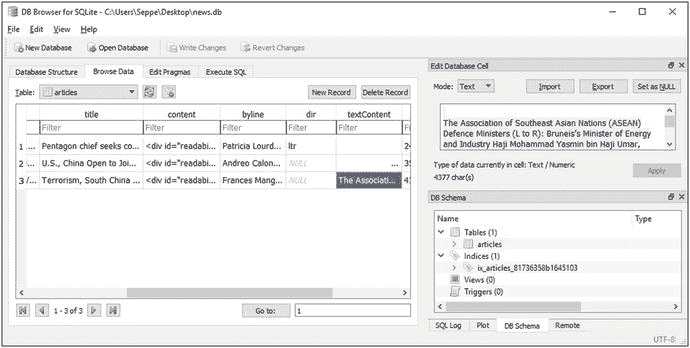 DB Browser for SQLite - C:\Users\Seppe\Desktop\news.db
File Edit View Help
New Database Open Database Write Changes Revert Changes
Database Structure Browse Data Edit Pragmas Execute SQL
Table: articles New Record Delete Record
title content byline dir textContent
Filter Filter Filter Filter Filter
1 ... Pentagon chief seeks co... <div id="readabi... Patricia Lourd... ltr
2 ... U.S., China Open to Joi... <div id="readabi... Andreo Calon... NULL ...
3 /... Terrorism, South China ... <div id="readabi... Frances Mang... NULL The Associati...
1 - 3 of 3 Go to: 1
Edit Database Cell
Mode: Text Import Export Set as NULL
The Association of Southeast Asian Nations (ASEAN)
Defence Ministers (L to R): Bruneis's Minister of Energy
and Industry Haji Mohammad Yasmin bin Haji Umar,
Type of data currently in cell: Text / Numeric
4377 char(s)
Apply
DB Schema
Name Type
Tables (1)
articles
Indices (1)
ix_articles_81736358b1645103
Views (0)
Triggers (0)
SQL Log Plot DB Schema Remote
UTF-8